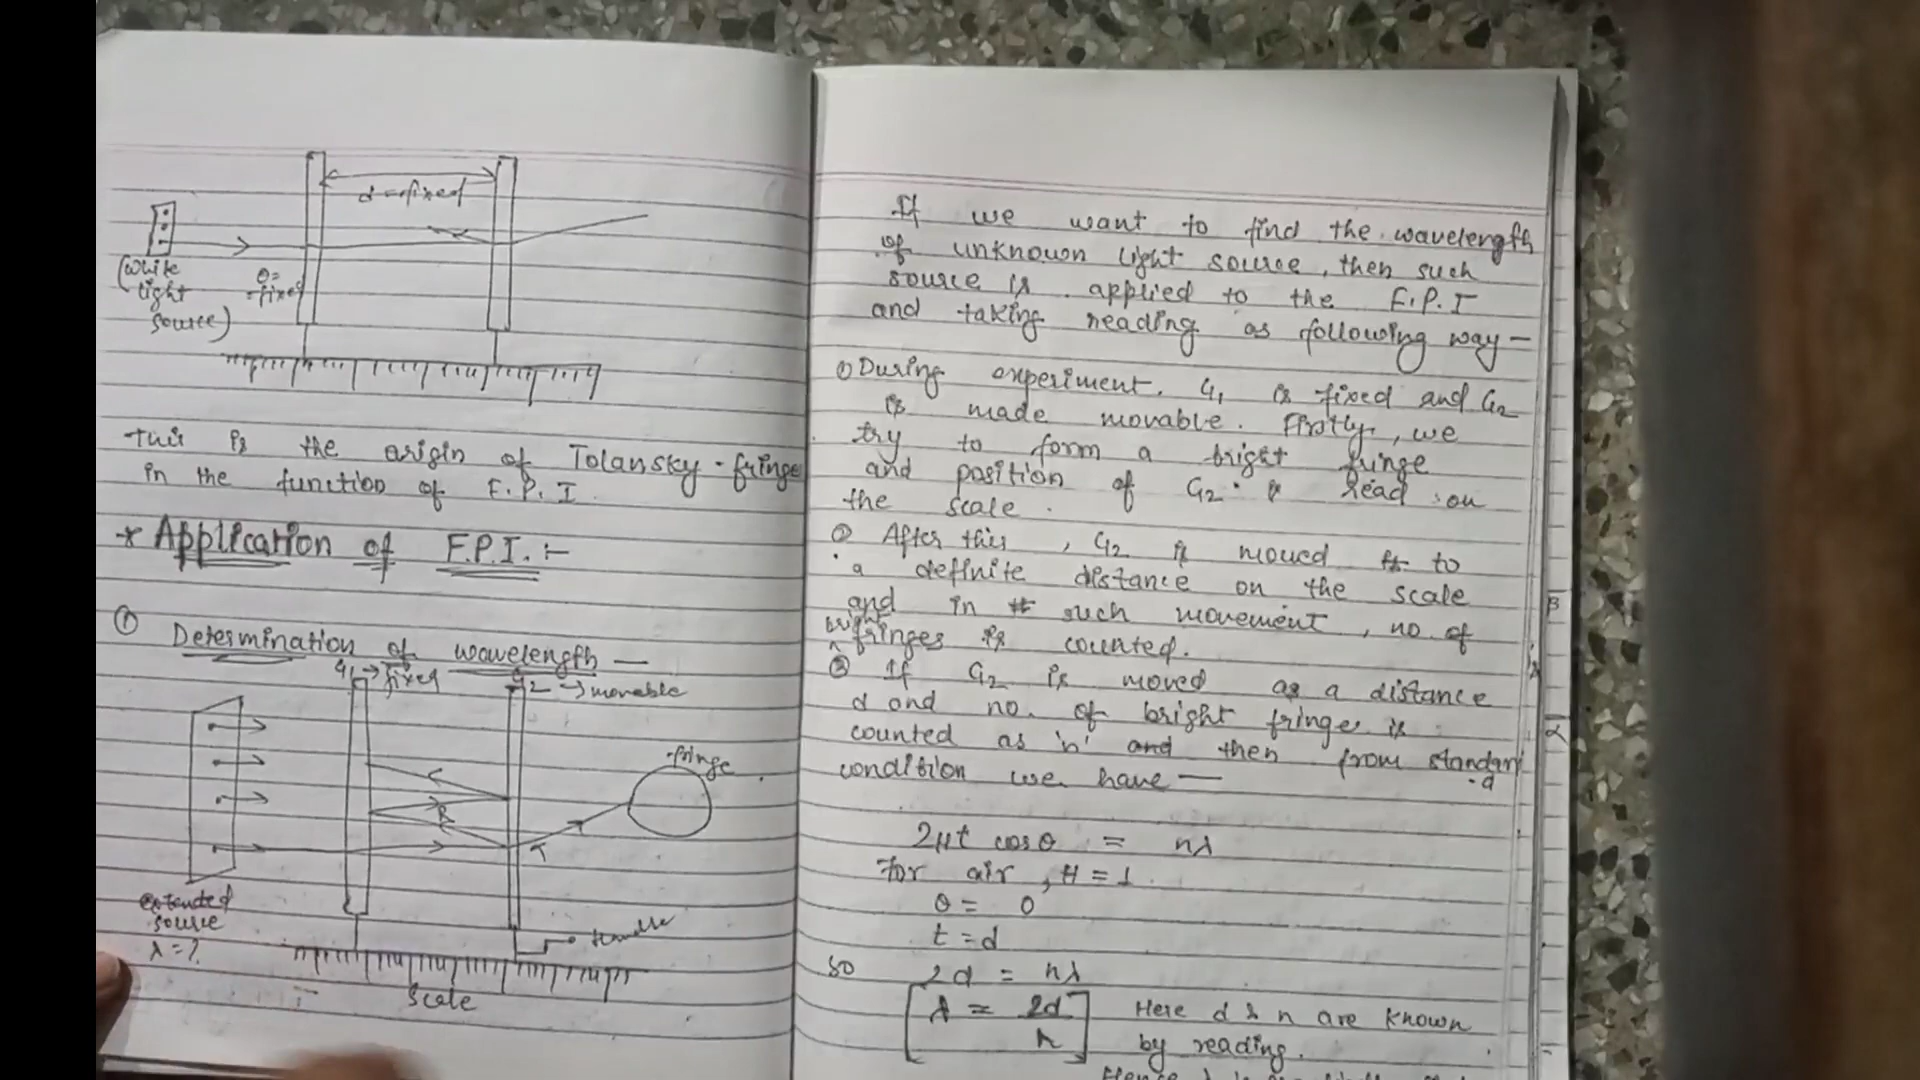 d = fixed
(White
light
source)
θ =
fixed
This is the origin of Tolansky-fringe
in the function of F.P.I
* Application of F.P.I. :-
① Determination of wavelength —
G1 → fixed
G2 → movable
fringe
R
T
extended
source
λ = ?
Handle
Scale
If we want to find the wavelength
of unknown light source, then such
source is applied to the F.P.I
and taking reading as following way -
① During experiment. G1 is fixed and G2
is made movable. Firstly, we
try to form a bright fringe
and position of G2 is read on
the scale.
② After this, G2 is moved to
a definite distance on the scale
and in such movement, no. of
bright
fringes is counted.
③ If G2 is moved as a distance
d and no. of bright fringe is
counted as 'n' and then from standard
condition we have —
2μt cosθ = nλ
For air, μ = 1
θ = 0
t = d
so 2d = nλ
[λ = 2d/n] Here d & n are known
by reading.